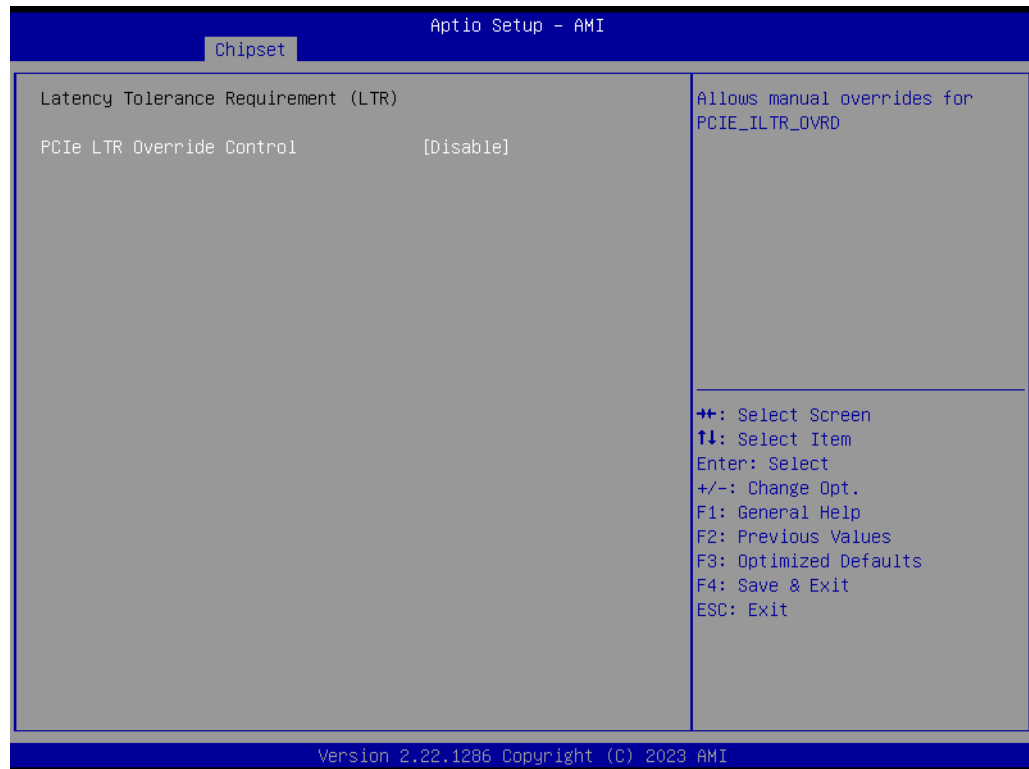 Aptio Setup – AMI
Chipset
Latency Tolerance Requirement (LTR)
PCIe LTR Override Control [Disable]
Allows manual overrides for
PCIE_ILTR_OVRD
→←: Select Screen
↑↓: Select Item
Enter: Select
+/-: Change Opt.
F1: General Help
F2: Previous Values
F3: Optimized Defaults
F4: Save & Exit
ESC: Exit
Version 2.22.1286 Copyright (C) 2023 AMI